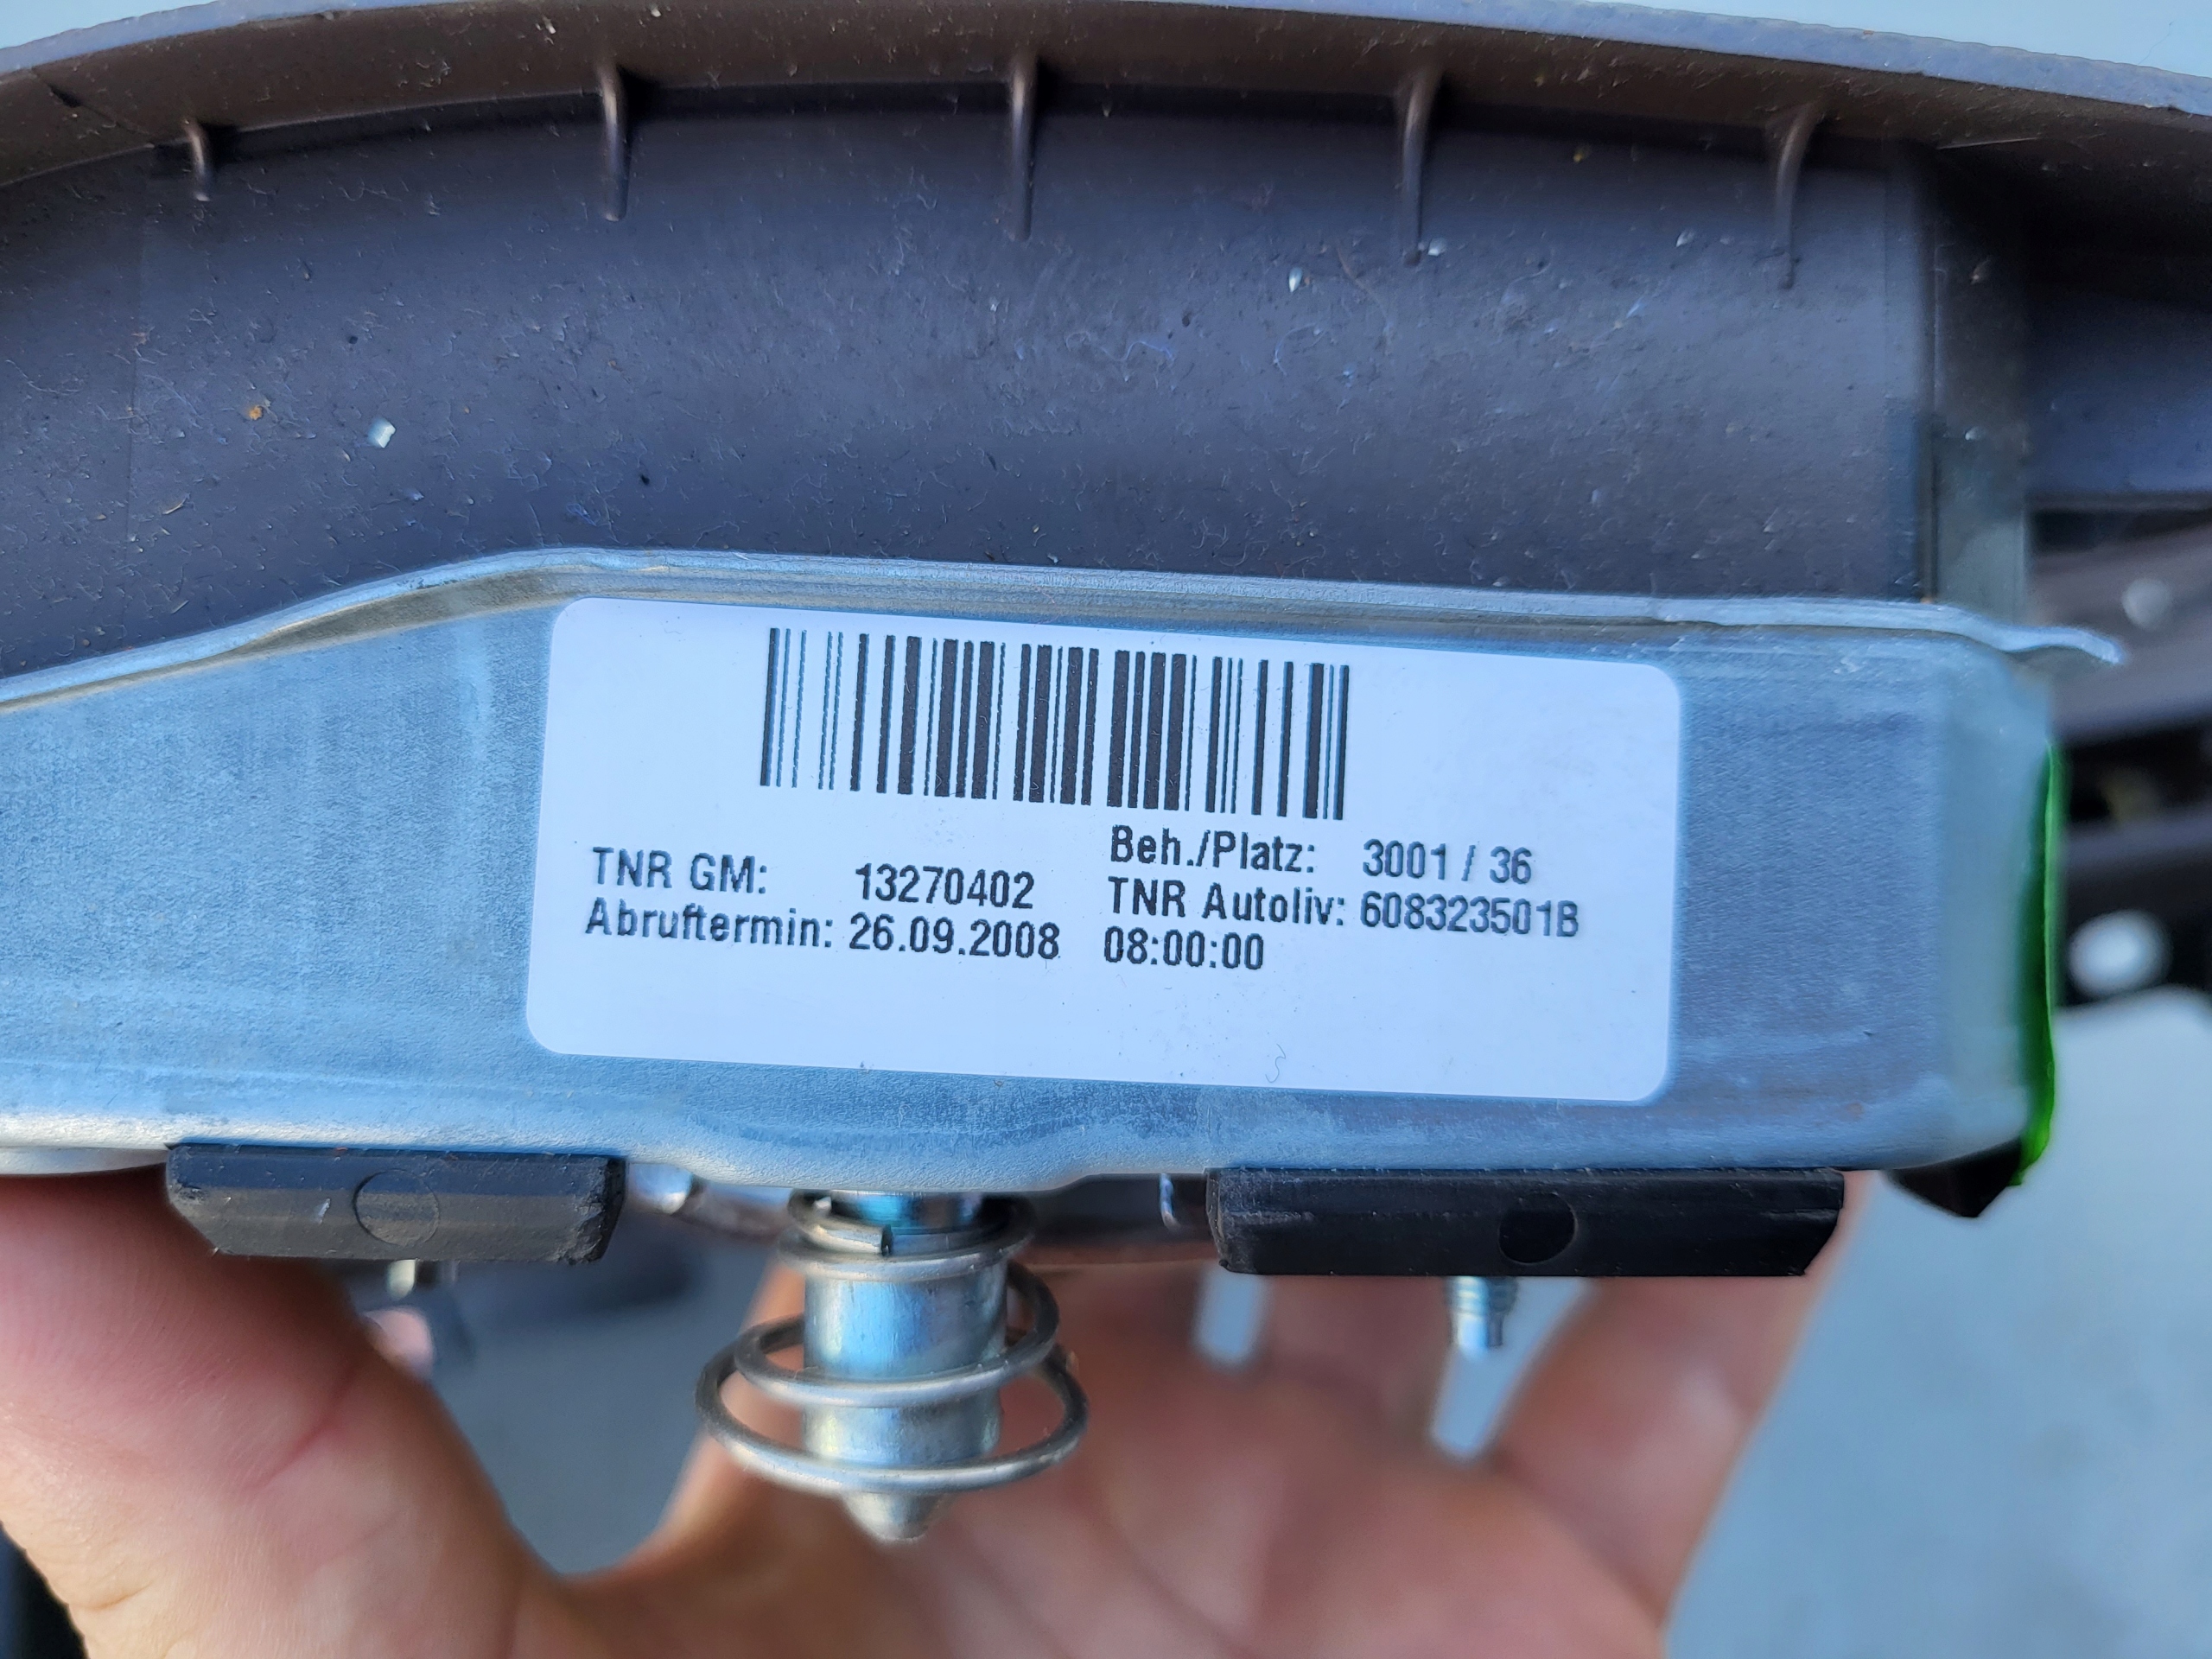 Beh./Platz: 3001 / 36
TNR GM: 13270402 TNR Autoliv: 608323501B
Abruftermin: 26.09.2008 08:00:00